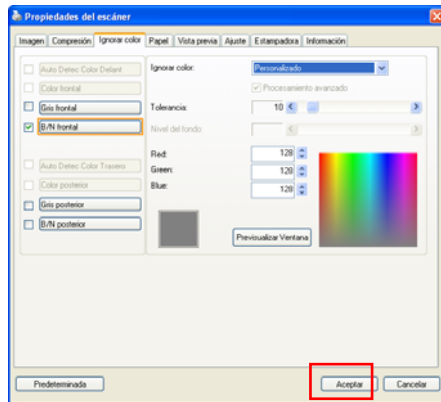 Propiedades del escáner
Imagen Compresión Ignorar color Papel Vista previa Ajuste Estampadora Información
Auto Detec Color Delant
Color frontal
Gris frontal
B/N frontal
Auto Detec Color Trasero
Color posterior
Gris posterior
B/N posterior
Ignorar color: Personalizado
Procesamiento avanzado
Tolerancia: 10
Nivel del fondo
Red: 128
Green: 128
Blue: 128
Previsualizar Ventana
Predeterminada Aceptar Cancelar